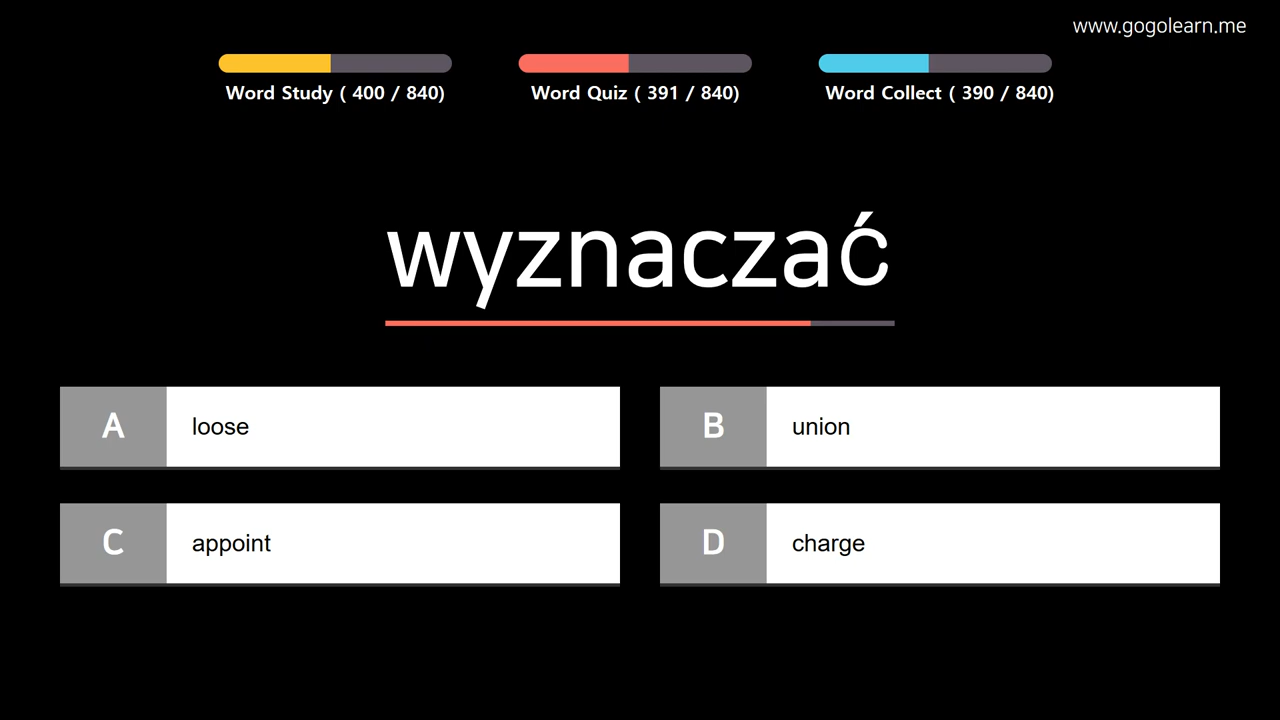 www.gogolearn.me
Word Study ( 400 / 840)
Word Quiz ( 391 / 840)
Word Collect ( 390 / 840)
wyznaczać
A loose
B union
C appoint
D charge